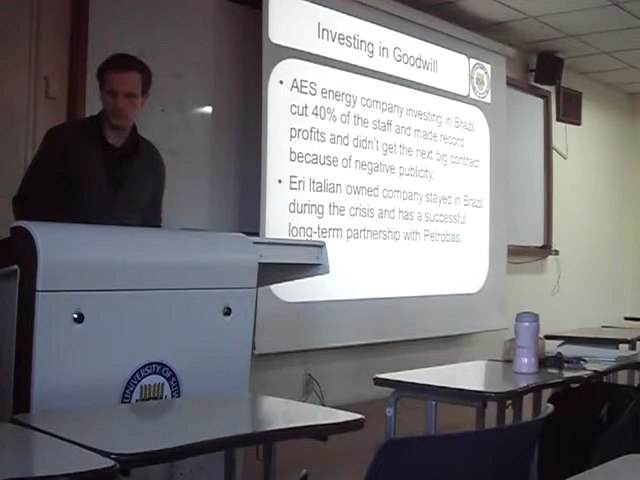 Investing in Goodwill
• AES energy company investing in Brazil
cut 40% of the staff and made record
profits and didn't get the next big contract
because of negative publicity.
• Eri Italian owned company stayed in Brazil
during the crisis and has a successful
long-term partnership with Petrobas.
UNIVERSITY OF